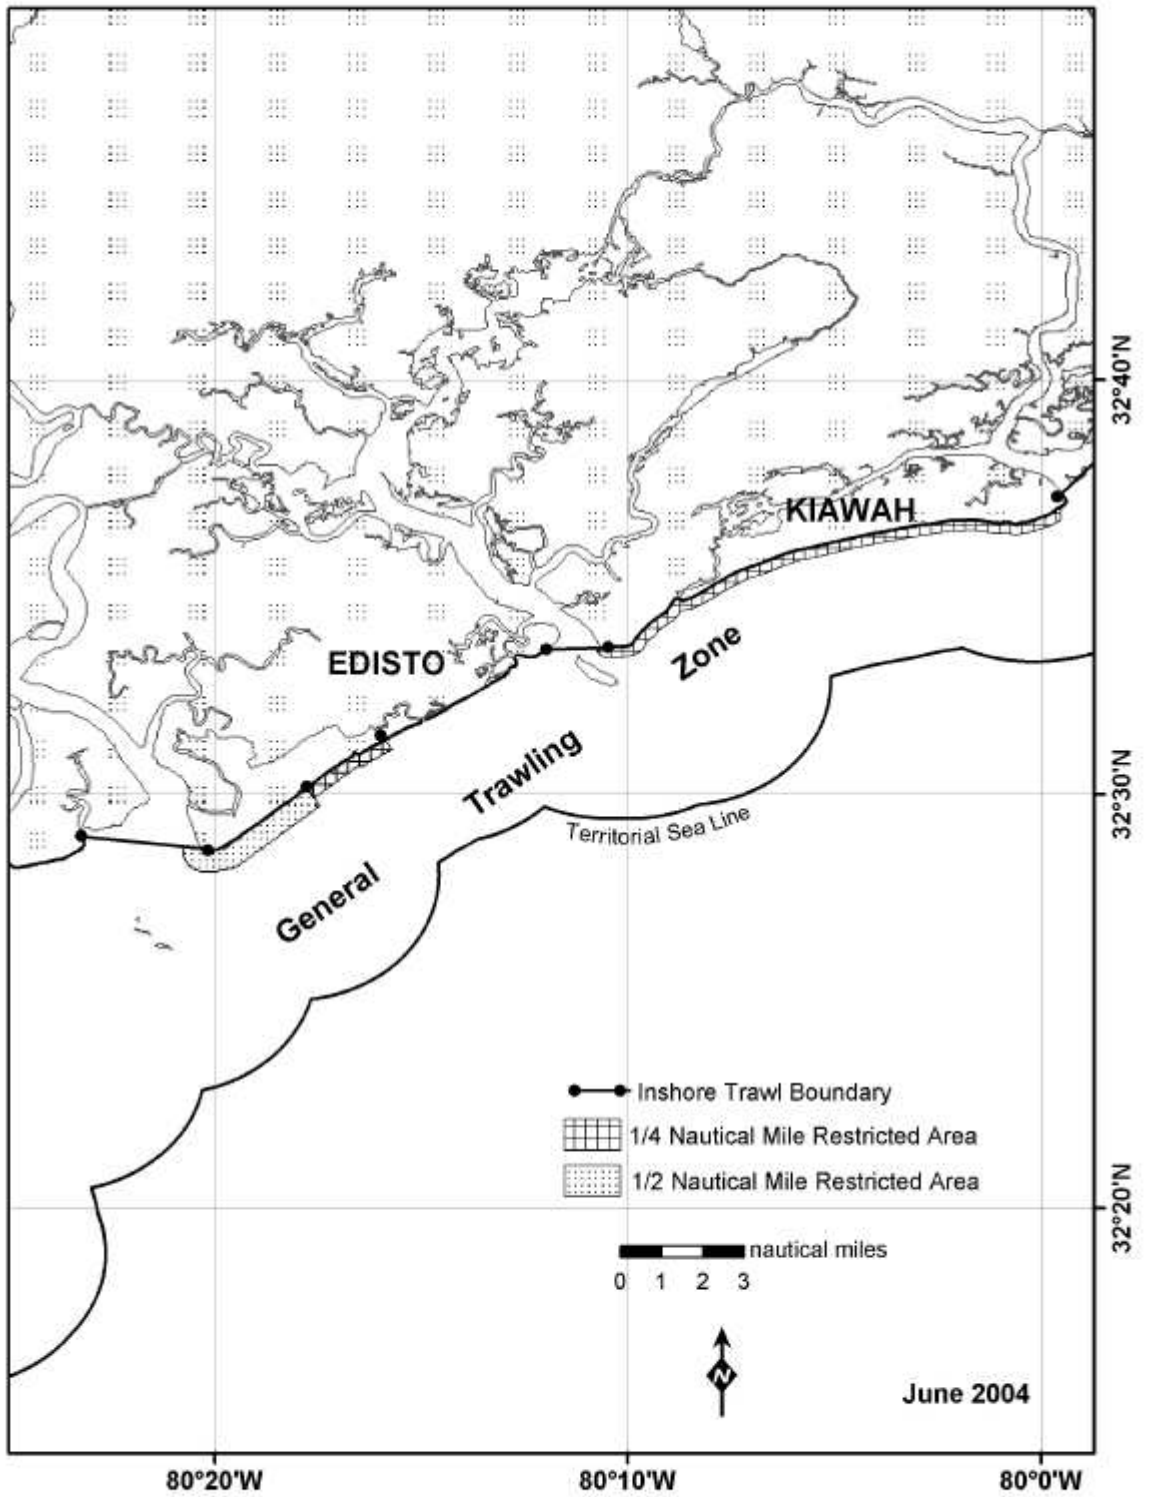 32°40'N
KIAWAH
EDISTO
Zone
Trawling
General
Territorial Sea Line
32°30'N
Inshore Trawl Boundary
1/4 Nautical Mile Restricted Area
1/2 Nautical Mile Restricted Area
32°20'N
nautical miles
0 1 2 3
N
June 2004
80°20'W 80°10'W 80°0'W